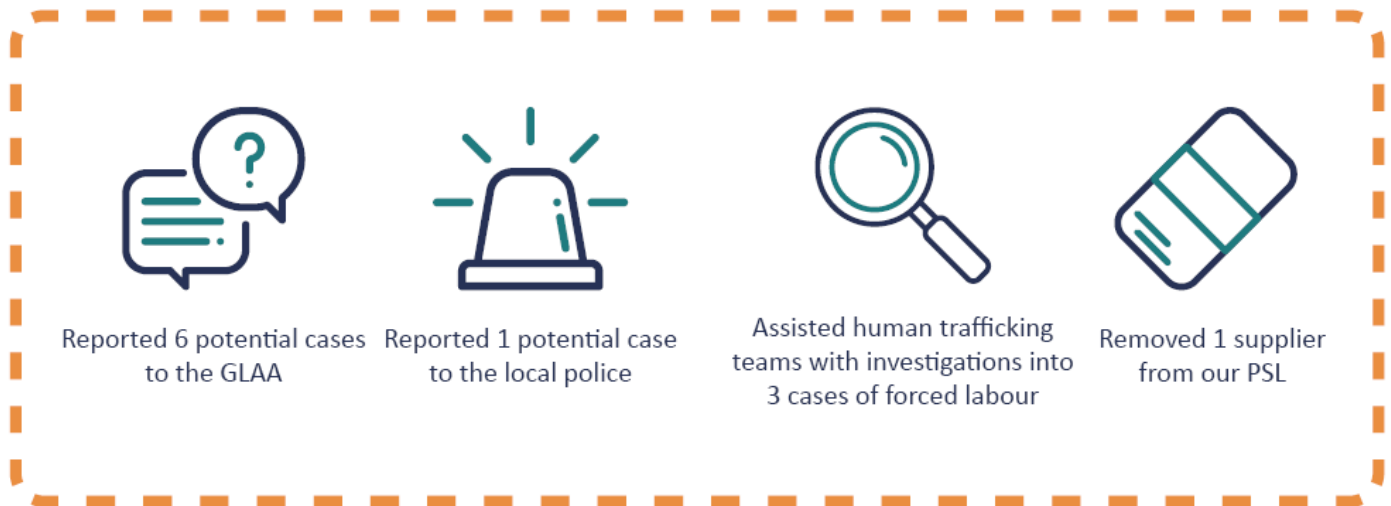 ?
Reported 6 potential cases
to the GLAA
Reported 1 potential case
to the local police
Assisted human trafficking
teams with investigations into
3 cases of forced labour
Removed 1 supplier
from our PSL